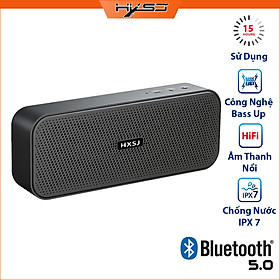 HXSJ
15
HOURS
Sử Dụng
Công Nghệ
Bass Up
HiFi
Âm Thanh
Nổi
IPX7
Chống Nước
IPX 7
HXSJ
Bluetooth®
5.0